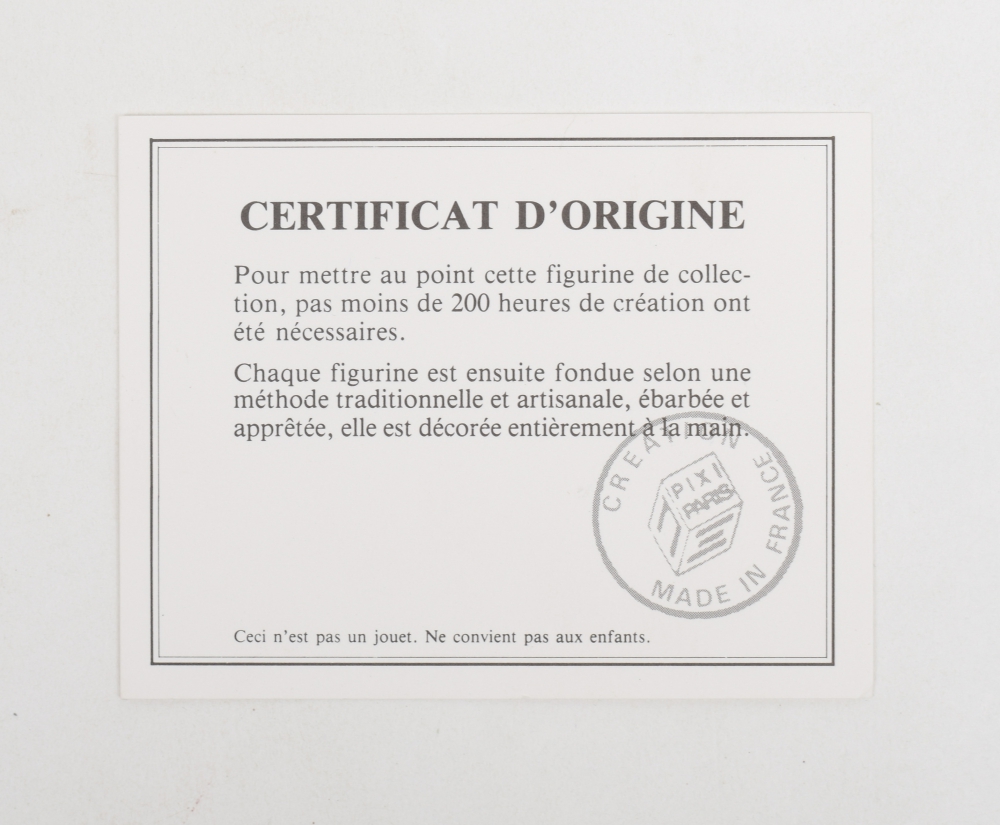 CERTIFICAT D'ORIGINE
Pour mettre au point cette figurine de collec-
tion, pas moins de 200 heures de création ont
été nécessaires.
Chaque figurine est ensuite fondue selon une
méthode traditionnelle et artisanale, ébarbée et
apprêtée, elle est décorée entièrement à la main.
CREATION
PIXI
PARIS
MADE IN FRANCE
Ceci n'est pas un jouet. Ne convient pas aux enfants.